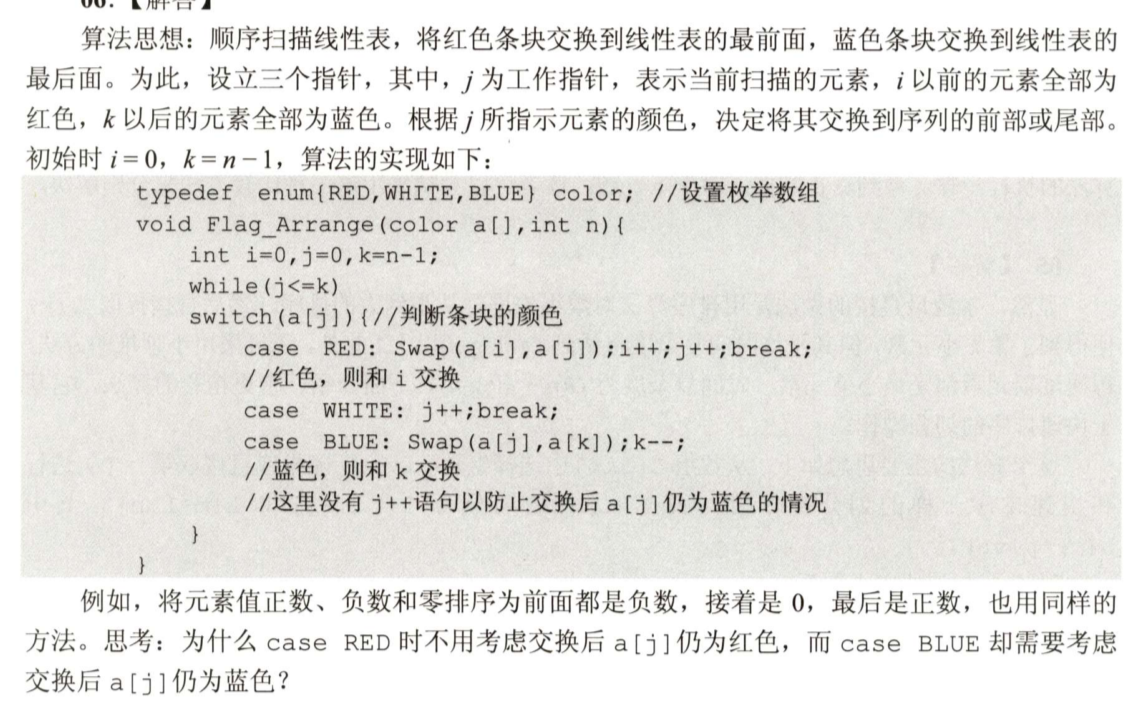 06.【解答】
算法思想：顺序扫描线性表，将红色条块交换到线性表的最前面，蓝色条块交换到线性表的
最后面。为此，设立三个指针，其中，j 为工作指针，表示当前扫描的元素，i 以前的元素全部为
红色，k 以后的元素全部为蓝色。根据 j 所指示元素的颜色，决定将其交换到序列的前部或尾部。
初始时 i=0，k=n-1，算法的实现如下：
typedef enum{RED,WHITE,BLUE} color; //设置枚举数组
void Flag_Arrange(color a[],int n){
int i=0,j=0,k=n-1;
while(j<=k)
switch(a[j]){//判断条块的颜色
case RED: Swap(a[i],a[j]);i++;j++;break;
//红色，则和 i 交换
case WHITE: j++;break;
case BLUE: Swap(a[j],a[k]);k--;
//蓝色，则和 k 交换
//这里没有 j++语句以防止交换后 a[j]仍为蓝色的情况
}
}
例如，将元素值正数、负数和零排序为前面都是负数，接着是 0，最后是正数，也用同样的
方法。思考：为什么 case RED 时不用考虑交换后 a[j]仍为红色，而 case BLUE 却需要考虑
交换后 a[j]仍为蓝色？